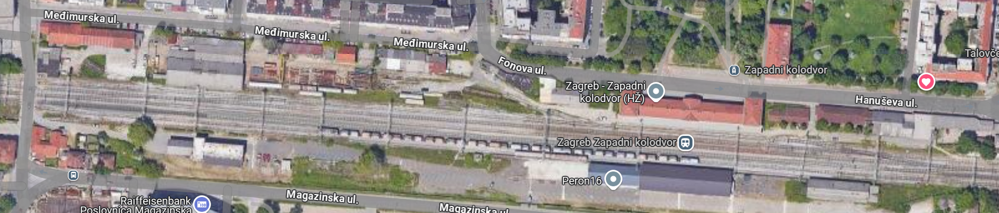 Međimurska ul.
Međimurska ul.
Međimurska ul.
Fonova ul.
Zapadni kolodvor
Talovče
Zagreb - Zapadni
kolodvor (HŽ)
Hanuševa ul.
Zagreb Zapadni kolodvor
Peron16
Magazinska ul.
Raiffeisenbank
Poslovnica Magazinska
Magazinska ul.